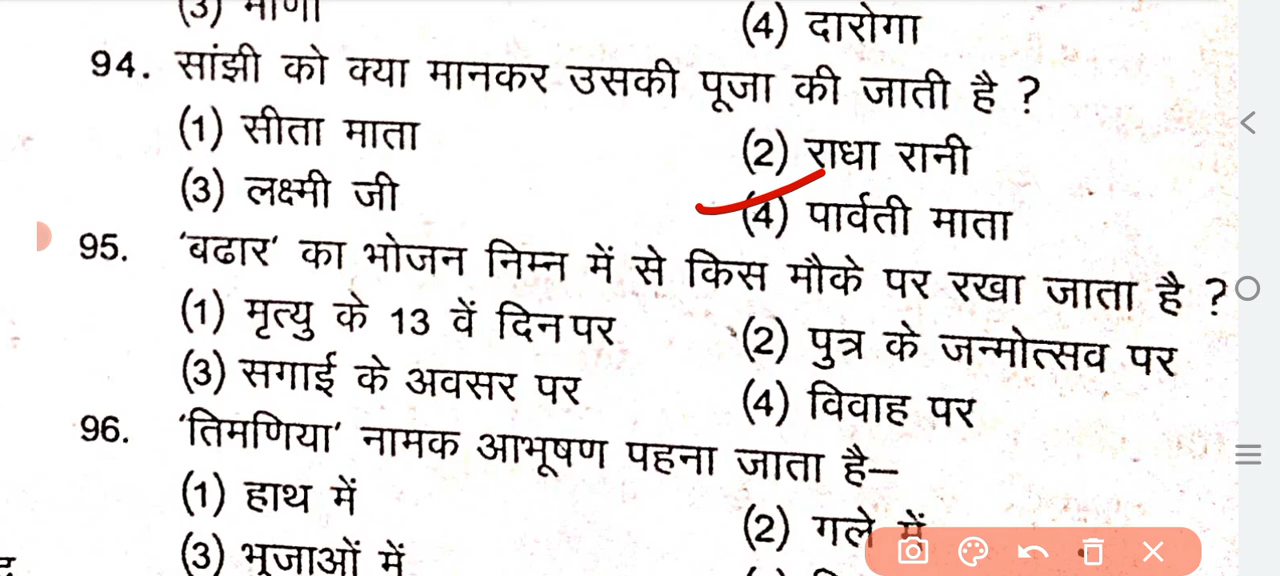 (4) दारोगा
94. सांझी को क्या मानकर उसकी पूजा की जाती है ?
(1) सीता माता (2) राधा रानी
(3) लक्ष्मी जी (4) पार्वती माता
95. 'बढार' का भोजन निम्न में से किस मौके पर रखा जाता है ?
(1) मृत्यु के 13 वें दिन पर (2) पुत्र के जन्मोत्सव पर
(3) सगाई के अवसर पर (4) विवाह पर
96. 'तिमणिया' नामक आभूषण पहना जाता है–
(1) हाथ में (2) गले में
(3) भुजाओं में